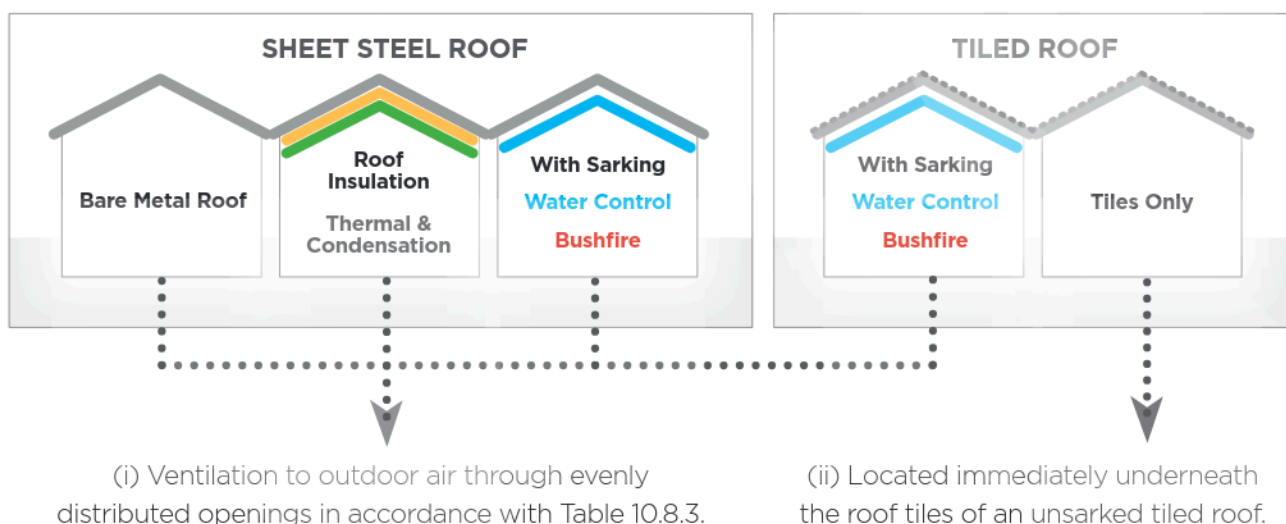 SHEET STEEL ROOF
TILED ROOF
Bare Metal Roof
Roof
Insulation
Thermal &
Condensation
With Sarking
Water Control
Bushfire
With Sarking
Water Control
Bushfire
Tiles Only
(i) Ventilation to outdoor air through evenly
distributed openings in accordance with Table 10.8.3.
(ii) Located immediately underneath
the roof tiles of an unsarked tiled roof.